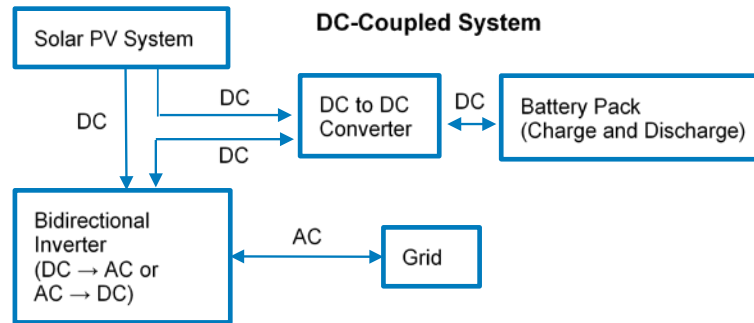 DC-Coupled System
Solar PV System
DC
DC
DC
DC to DC
Converter
DC
Battery Pack
(Charge and Discharge)
Bidirectional
Inverter
(DC → AC or
AC → DC)
AC
Grid